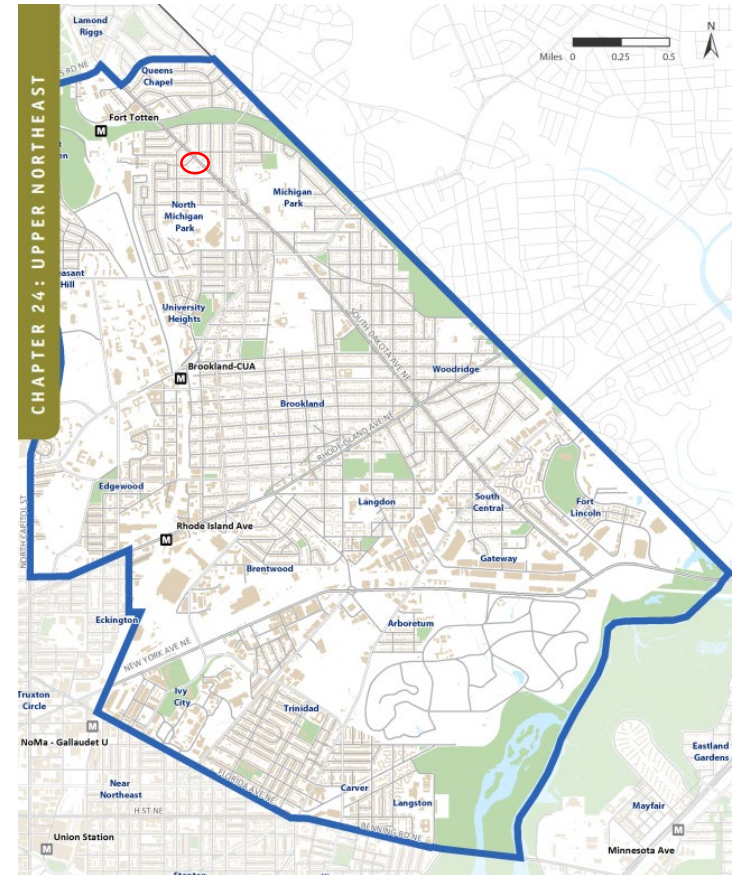 CHAPTER 24: UPPER NORTHEAST
Lamond
Riggs
N
Miles 0 0.25 0.5
Queens
Chapel
RD NE
Fort Totten
M
North
Michigan
Park
Michigan
Park
Hill
University
Heights
SOUTH DAKOTA AVE NE
M
Brookland-CUA
Woodridge
Brookland
RHODE ISLAND AVE NE
Edgewood
Langdon
South
Central
Fort
Lincoln
NORTH CAPITOL ST
Rhode Island Ave
M
Brentwood
Gateway
Eckington
Arboretum
NEW YORK AVE NE
Ivy
City
Truxton
Circle
Trinidad
M
NoMa - Gallaudet U
Eastland
Gardens
FLORIDA AVE NE
Near
Northeast
Carver
Langston
Mayfair
H ST NE
BENNING RD NE
M
Union Station
M
Minnesota Ave